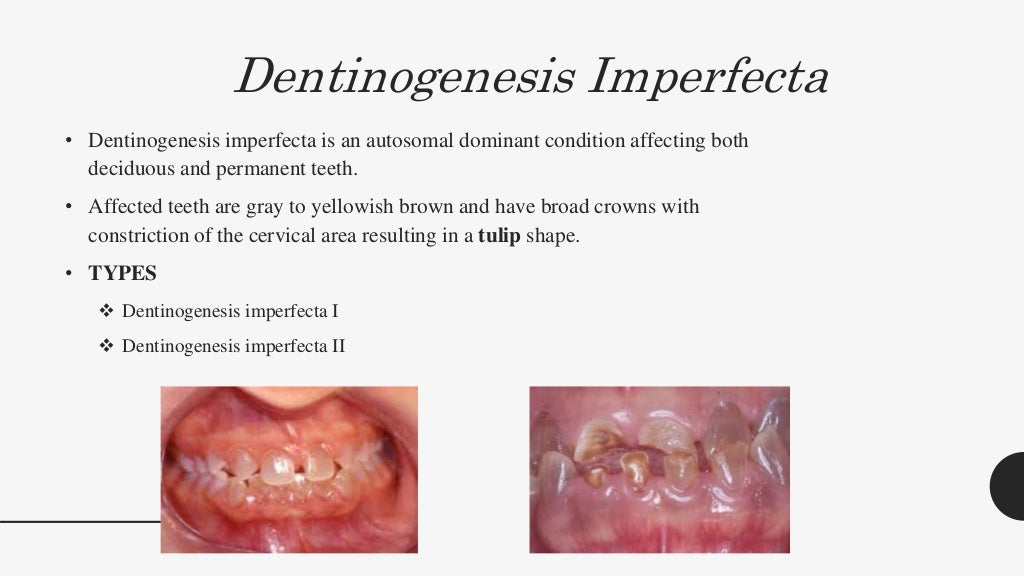 Dentinogenesis Imperfecta
• Dentinogenesis imperfecta is an autosomal dominant condition affecting both
deciduous and permanent teeth.
• Affected teeth are gray to yellowish brown and have broad crowns with
constriction of the cervical area resulting in a tulip shape.
• TYPES
❖ Dentinogenesis imperfecta I
❖ Dentinogenesis imperfecta II